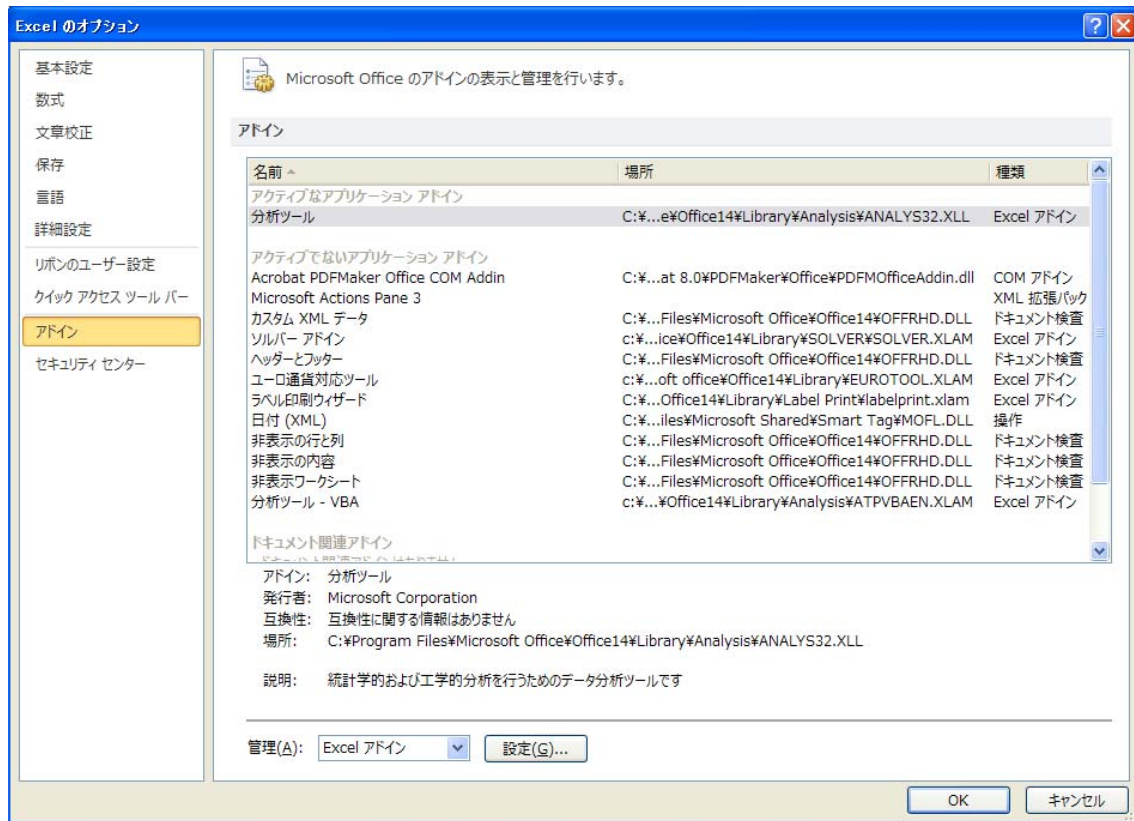 Excel のオプション
基本設定
数式
文章校正
保存
言語
詳細設定
リボンのユーザー設定
クイック アクセス ツール バー
アドイン
セキュリティ センター
Microsoft Office のアドインの表示と管理を行います。
アドイン
名前 場所 種類
アクティブなアプリケーション アドイン
分析ツール C:¥...e¥Office14¥Library¥Analysis¥ANALYS32.XLL Excel アドイン
アクティブでないアプリケーション アドイン
Acrobat PDFMaker Office COM Addin C:¥...at 8.0¥PDFMaker¥Office¥PDFMOfficeAddin.dll COM アドイン
Microsoft Actions Pane 3 XML 拡張パック
カスタム XML データ C:¥...Files¥Microsoft Office¥Office14¥OFFRHD.DLL ドキュメント検査
ソルバー アドイン c:¥...ice¥Office14¥Library¥SOLVER¥SOLVER.XLAM Excel アドイン
ヘッダーとフッター C:¥...Files¥Microsoft Office¥Office14¥OFFRHD.DLL ドキュメント検査
ユーロ通貨対応ツール c:¥...oft office¥Office14¥Library¥EUROTOOL.XLAM Excel アドイン
ラベル印刷ウィザード C:¥...Office14¥Library¥Label Print¥labelprint.xlam Excel アドイン
日付 (XML) C:¥...iles¥Microsoft Shared¥Smart Tag¥MOFL.DLL 操作
非表示の行と列 C:¥...Files¥Microsoft Office¥Office14¥OFFRHD.DLL ドキュメント検査
非表示の内容 C:¥...Files¥Microsoft Office¥Office14¥OFFRHD.DLL ドキュメント検査
非表示ワークシート C:¥...Files¥Microsoft Office¥Office14¥OFFRHD.DLL ドキュメント検査
分析ツール - VBA c:¥...¥Office14¥Library¥Analysis¥ATPVBAEN.XLAM Excel アドイン
ドキュメント関連アドイン
アドイン: 分析ツール
発行者: Microsoft Corporation
互換性: 互換性に関する情報はありません
場所: C:¥Program Files¥Microsoft Office¥Office14¥Library¥Analysis¥ANALYS32.XLL
説明: 統計学的および工学的分析を行うためのデータ分析ツールです
管理(A): Excel アドイン 設定(G)...
OK キャンセル